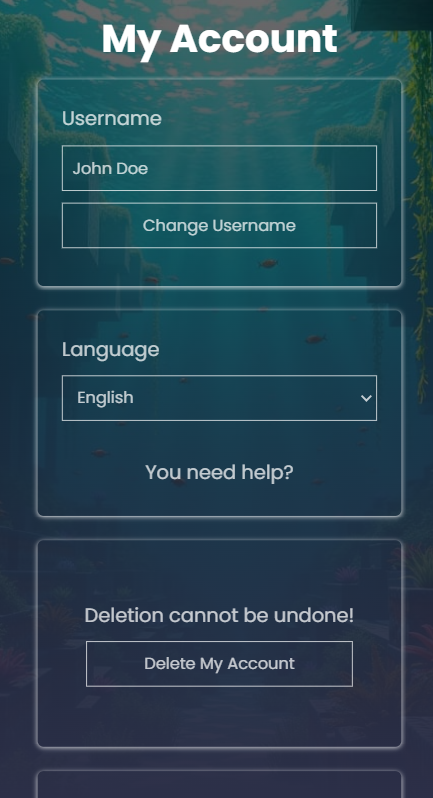 My Account
Username
John Doe
Change Username
Language
English
You need help?
Deletion cannot be undone!
Delete My Account